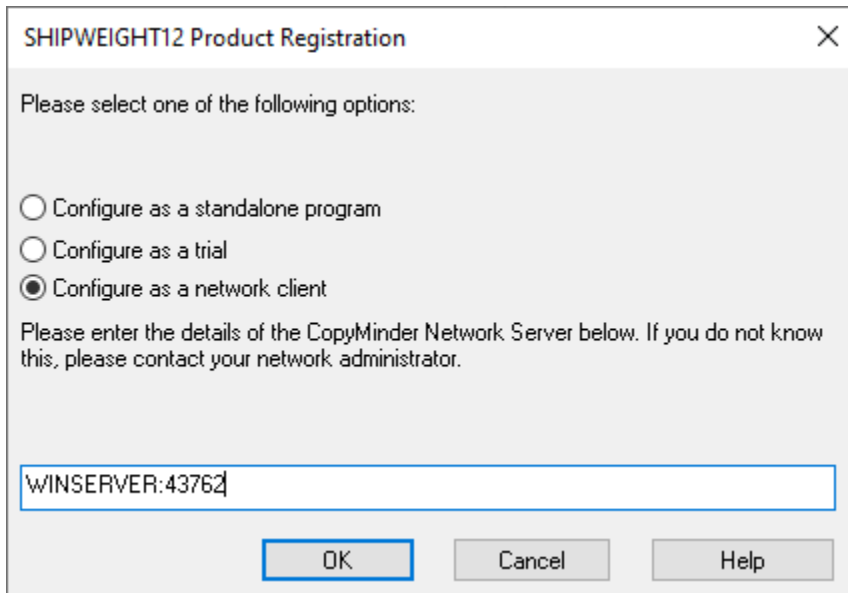 SHIPWEIGHT12 Product Registration
Please select one of the following options:
Configure as a standalone program
Configure as a trial
Configure as a network client
Please enter the details of the CopyMinder Network Server below. If you do not know
this, please contact your network administrator.
WINSERVER:43762
OK Cancel Help